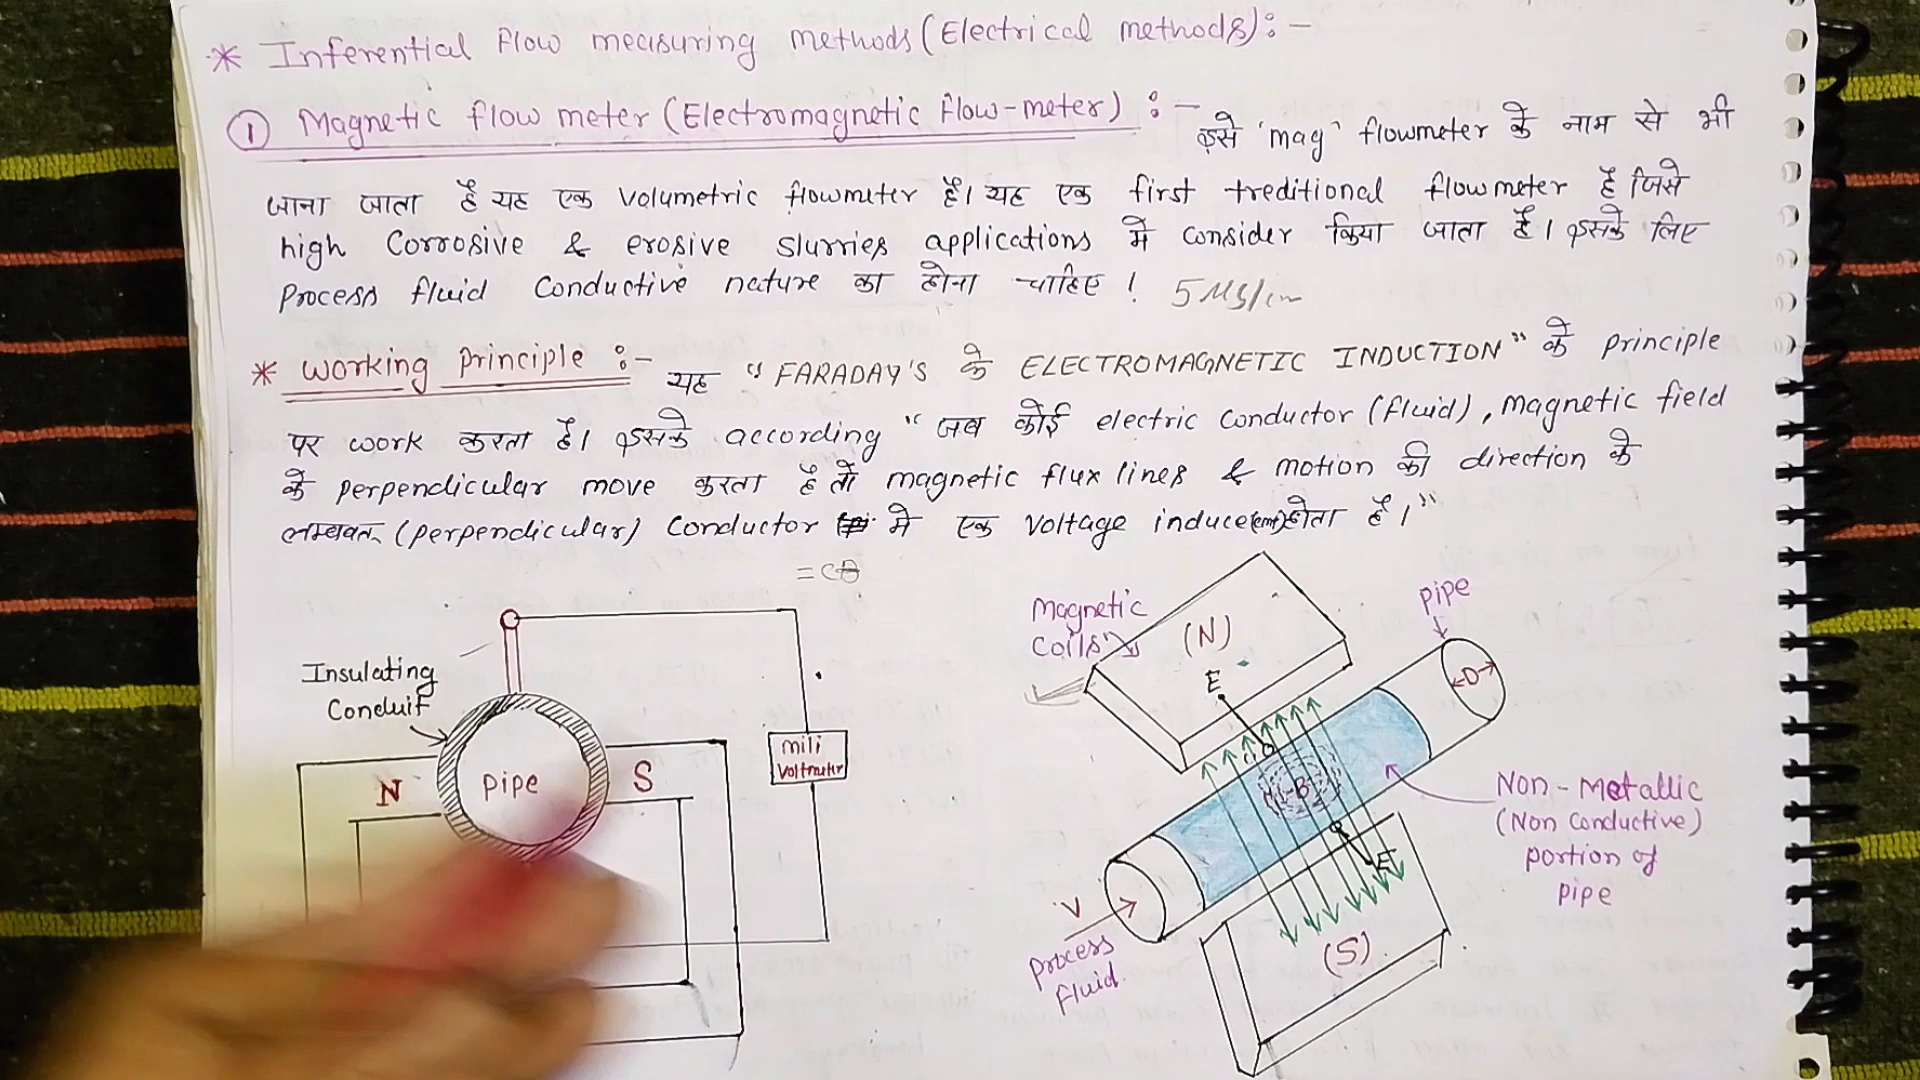 * Inferential Flow measuring methods (Electrical methods) :-
① Magnetic flow meter (Electromagnetic Flow-meter) :- इसे 'mag' flowmeter के नाम से भी
जाना जाता है यह एक volumetric flowmeter है। यह एक first treditional flowmeter है जिसे
high Corrosive & erosive slurries applications मे consider किया जाता है। इसके लिए
Process fluid Conductive nature का होना चाहिए ! 5 μs/cm
* Working Principle :- यह "FARADAY'S के ELECTROMAGNETIC INDUCTION" के principle
पर work करता है। इसके according "जब कोई electric conductor (fluid), magnetic field
के perpendicular move करता है तो magnetic flux lines & motion की direction के
लम्बवत (perpendicular) conductor मे एक voltage induce(emf)होता है।"
Insulating
Conduit
N
Pipe
S
mili
voltmeter
Magnetic
Coils
(N)
E
Pipe
D
B
E
Non-Metallic
(Non Conductive)
portion of
pipe
V
Process
fluid
(S)